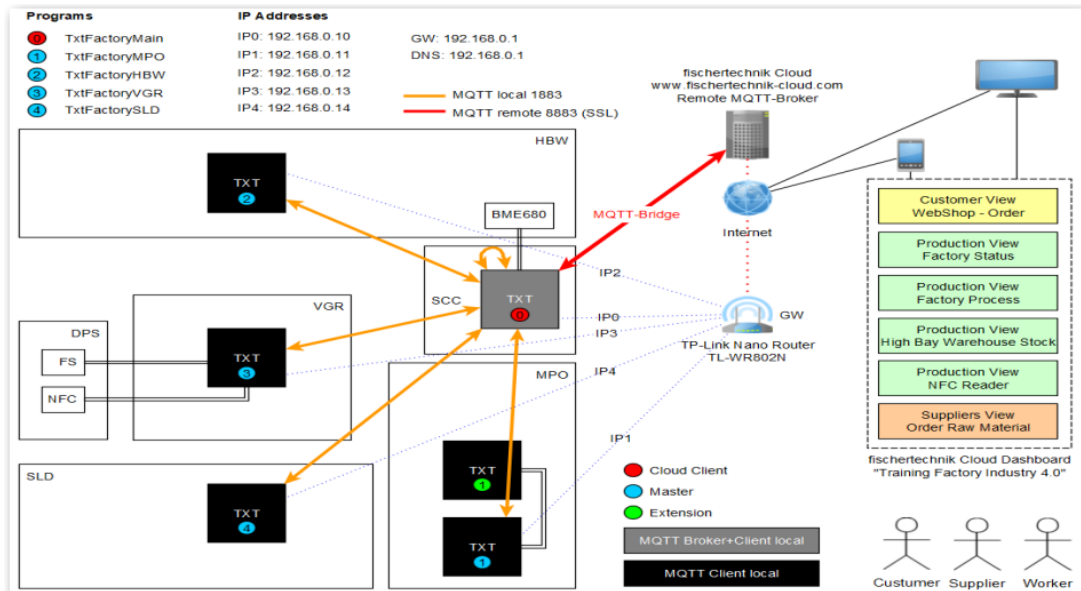 Programs
0 TxtFactoryMain
1 TxtFactoryMPO
2 TxtFactoryHBW
3 TxtFactoryVGR
4 TxtFactorySLD
IP Addresses
IP0: 192.168.0.10
IP1: 192.168.0.11
IP2: 192.168.0.12
IP3: 192.168.0.13
IP4: 192.168.0.14
GW: 192.168.0.1
DNS: 192.168.0.1
MQTT local 1883
MQTT remote 8883 (SSL)
fischertechnik Cloud
www.fischertechnik-cloud.com
Remote MQTT-Broker
HBW
TXT
2
BME680
MQTT-Bridge
Internet
SCC
TXT
0
IP2
IP0
IP3
IP4
IP1
GW
TP-Link Nano Router
TL-WR802N
VGR
TXT
3
DPS
FS
NFC
MPO
TXT
1
TXT
1
SLD
TXT
4
Cloud Client
Master
Extension
MQTT Broker+Client local
MQTT Client local
Customer View
WebShop - Order
Production View
Factory Status
Production View
Factory Process
Production View
High Bay Warehouse Stock
Production View
NFC Reader
Suppliers View
Order Raw Material
fischertechnik Cloud Dashboard
"Training Factory Industry 4.0"
Custumer
Supplier
Worker